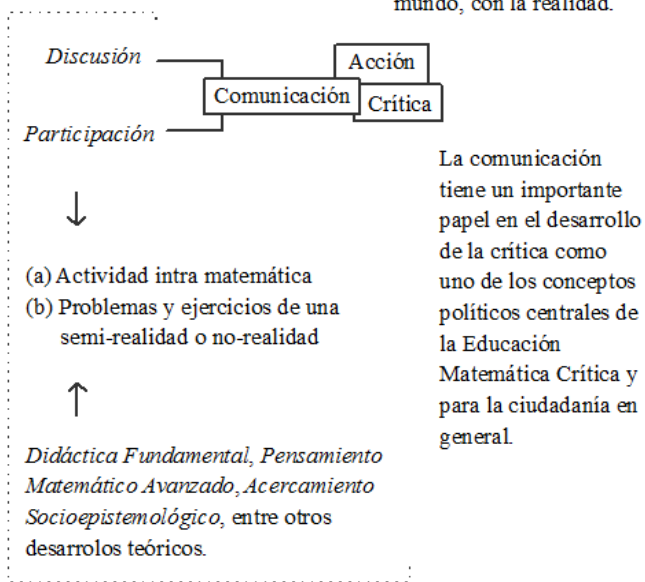 mundo, con la realidad.
Discusión
Acción
Comunicación
Crítica
Participación
La comunicación
tiene un importante
papel en el desarrollo
de la crítica como
uno de los conceptos
políticos centrales de
la Educación
Matemática Crítica y
para la ciudadanía en
general.
(a) Actividad intra matemática
(b) Problemas y ejercicios de una
semi-realidad o no-realidad
Didáctica Fundamental, Pensamiento
Matemático Avanzado, Acercamiento
Socioepistemológico, entre otros
desarrolos teóricos.